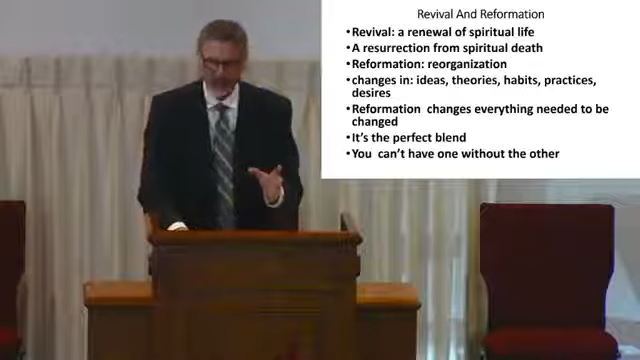 Revival And Reformation
•Revival: a renewal of spiritual life
•A resurrection from spiritual death
•Reformation: reorganization
•changes in: ideas, theories, habits, practices,
desires
•Reformation changes everything needed to be
changed
•It's the perfect blend
•You can't have one without the other